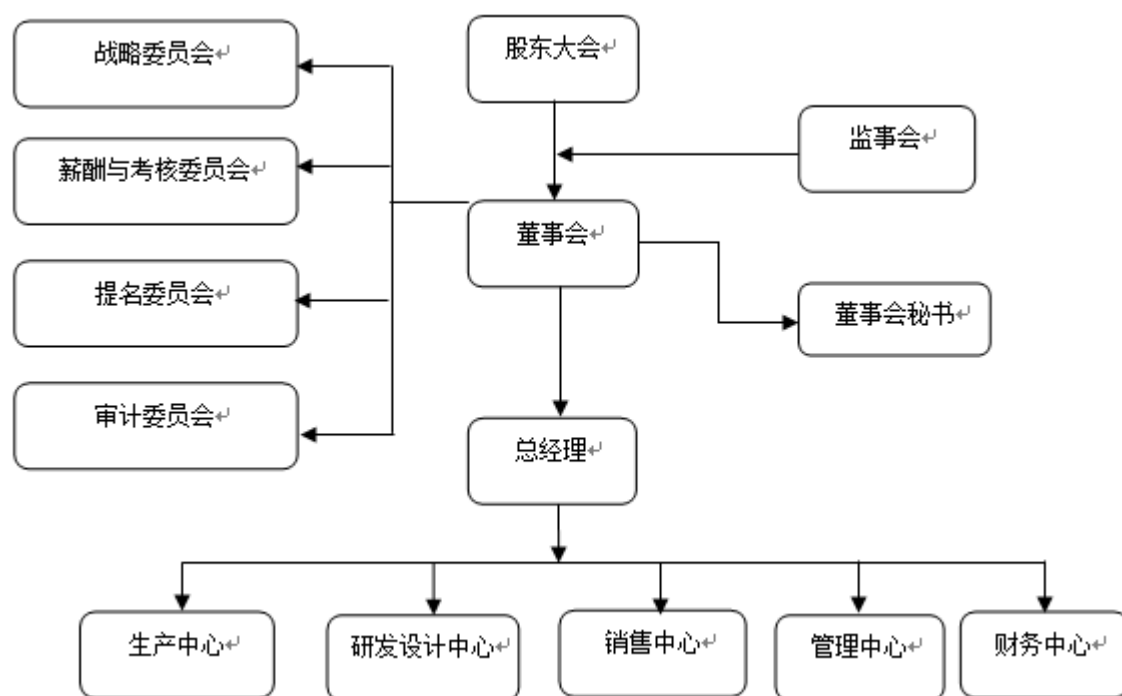 战略委员会
股东大会
监事会
薪酬与考核委员会
董事会
提名委员会
董事会秘书
审计委员会
总经理
生产中心
研发设计中心
销售中心
管理中心
财务中心